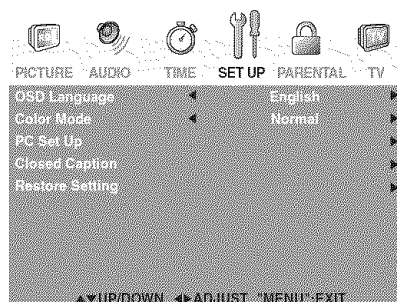 PICTURE AUDIO TIME SET UP PARENTAL TV
OSD Language ◀ English ▶
Color Mode ◀ Normal ▶
PC Set Up ▶
Closed Caption ▶
Restore Setting ▶
▲▼UP/DOWN ◀▶ADJUST "MENU":EXIT